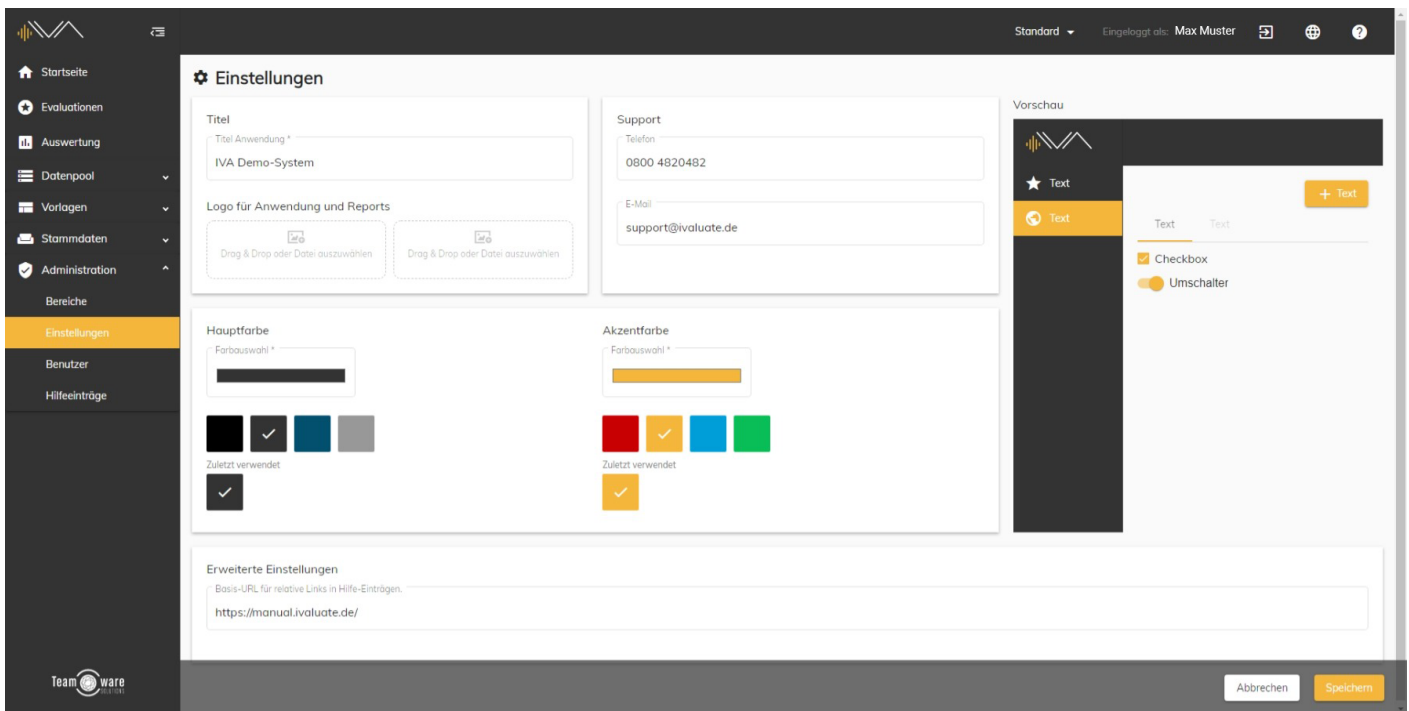 IVA
Standard
Eingeloggt als: Max Muster
Startseite
Evaluationen
Auswertung
Datenpool
Vorlagen
Stammdaten
Administration
Bereiche
Einstellungen
Benutzer
Hilfeeinträge
Team ware
SOLUTIONS
Einstellungen
Titel
Titel Anwendung *
IVA Demo-System
Logo für Anwendung und Reports
Drag & Drop oder Datei auszuwählen
Drag & Drop oder Datei auszuwählen
Support
Telefon
0800 4820482
E-Mail
support@ivaluate.de
Hauptfarbe
Farbauswahl *
Zuletzt verwendet
Akzentfarbe
Farbauswahl *
Zuletzt verwendet
Vorschau
IVA
Text
Text
+ Text
Text Text
Checkbox
Umschalter
Erweiterte Einstellungen
Basis-URL für relative Links in Hilfe-Einträgen.
https://manual.ivaluate.de/
Abbrechen
Speichern